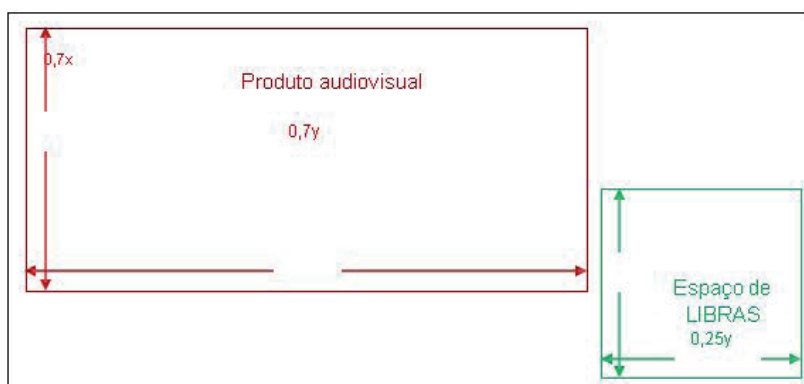 0,7x
Produto audiovisual
0,7y
Espaço de
LIBRAS
0,25y